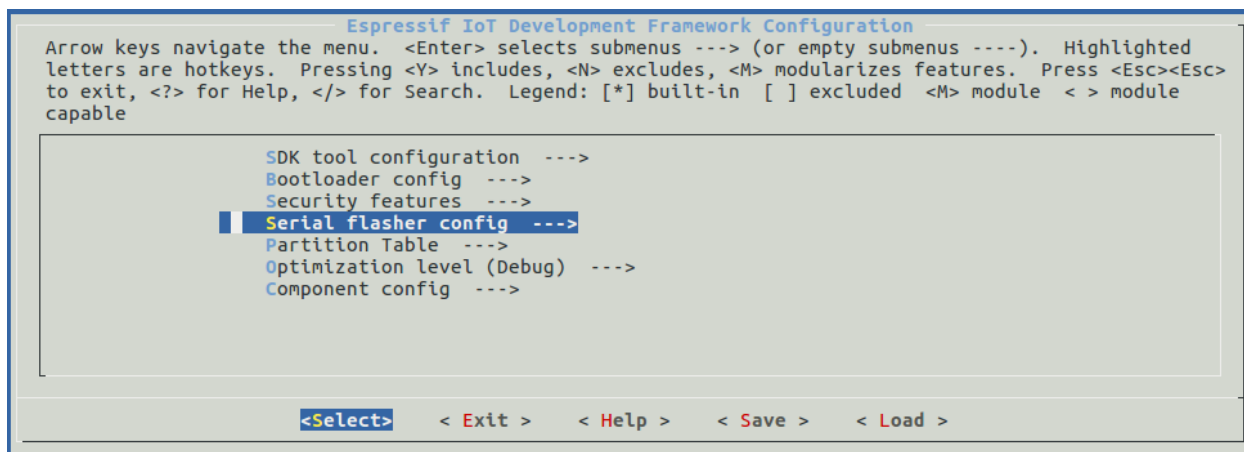 Espressif IoT Development Framework Configuration
Arrow keys navigate the menu.  <Enter> selects submenus ---> (or empty submenus ----).  Highlighted
letters are hotkeys.  Pressing <Y> includes, <N> excludes, <M> modularizes features.  Press <Esc><Esc>
to exit, <?> for Help, </> for Search.  Legend: [*] built-in  [ ] excluded  <M> module  < > module
capable
SDK tool configuration  --->
Bootloader config  --->
Security features  --->
Serial flasher config  --->
Partition Table  --->
Optimization level (Debug)  --->
Component config  --->
<Select>    < Exit >    < Help >    < Save >    < Load >